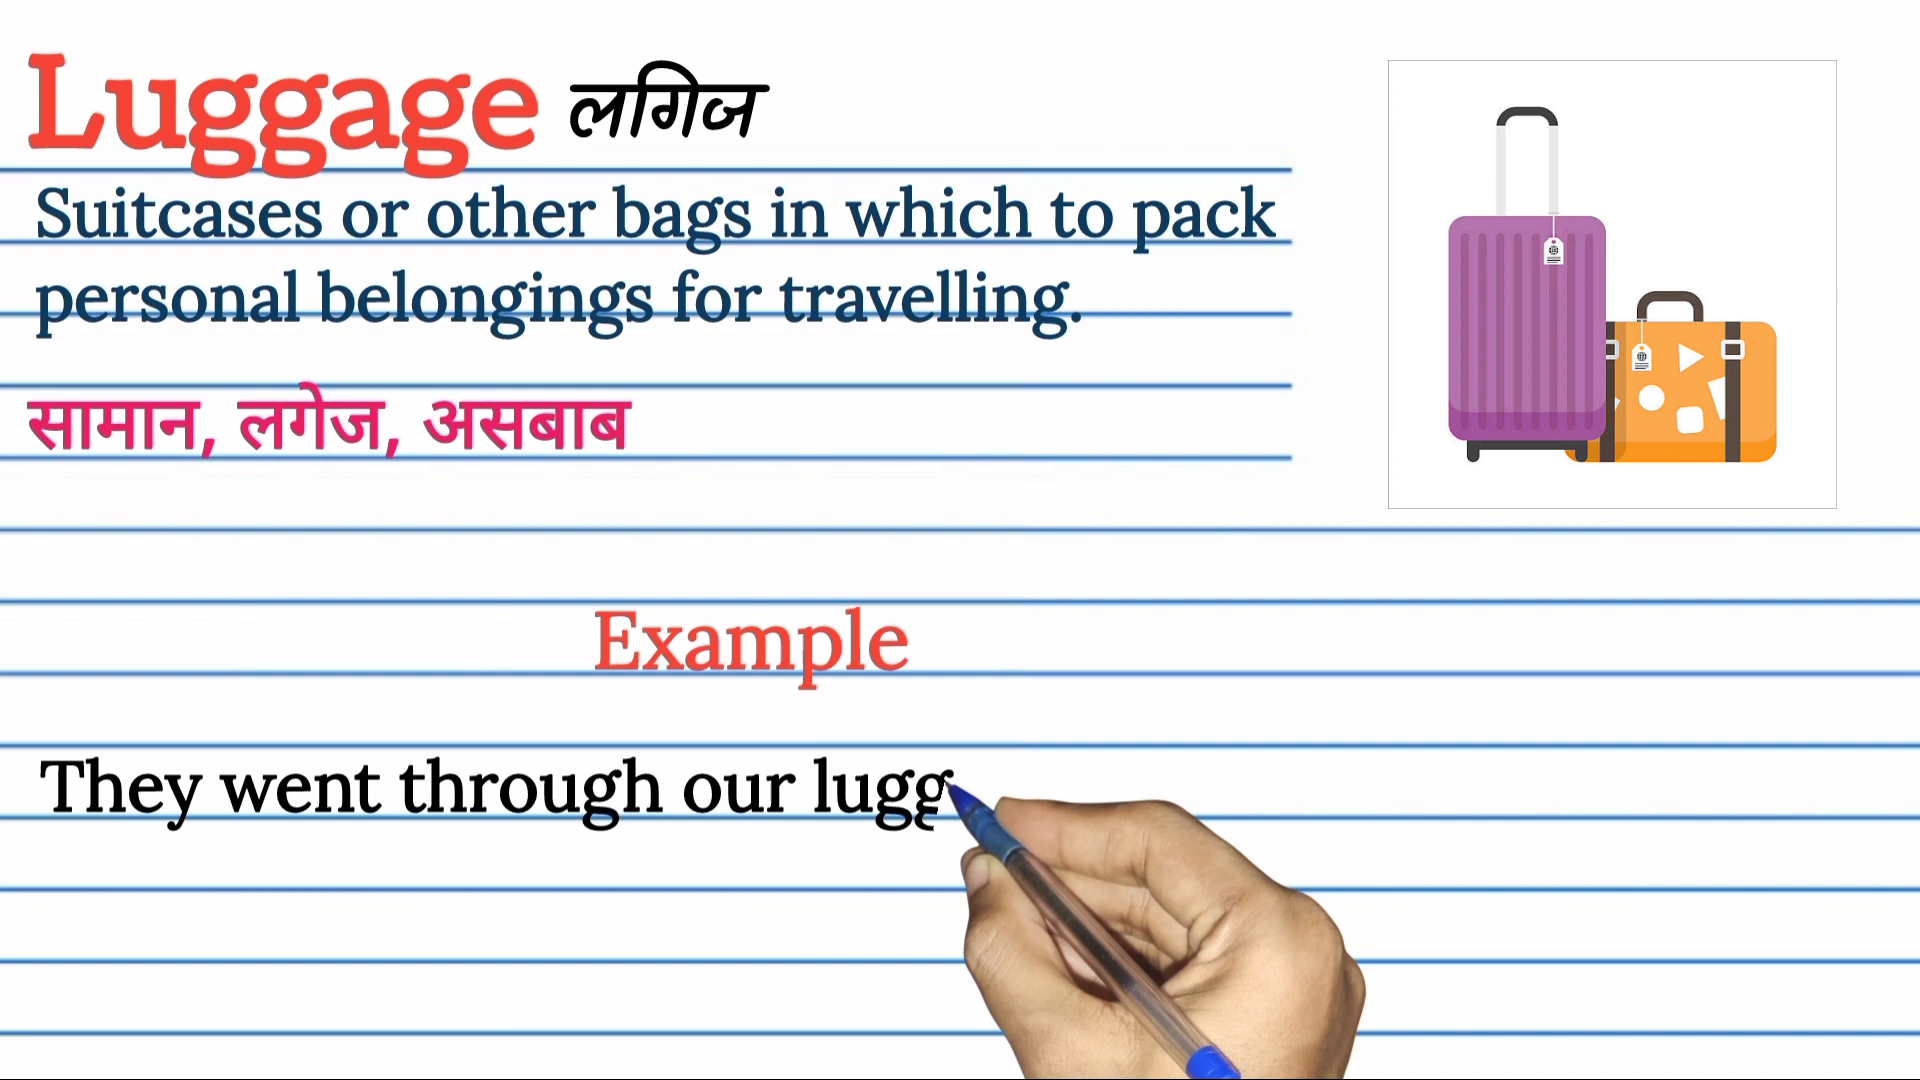 Luggage लगिज
Suitcases or other bags in which to pack
personal belongings for travelling.
सामान, लगेज, असबाब
Example
They went through our lugg